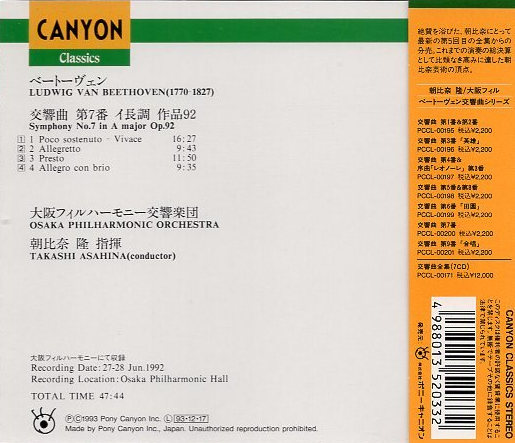 CANYON
Classics
ベートーヴェン
LUDWIG VAN BEETHOVEN(1770-1827)
交響曲 第7番 イ長調 作品92
Symphony No.7 in A major Op.92
1 1 Poco sostenuto - Vivace 16:27
2 2 Allegretto 9:43
3 3 Presto 11:50
4 4 Allegro con brio 9:35
大阪フィルハーモニー交響楽団
OSAKA PHILHARMONIC ORCHESTRA
朝比奈 隆 指揮
TAKASHI ASAHINA(conductor)
大阪フィルハーモニーにて収録
Recording Date: 27-28 Jun.1992
Recording Location: Osaka Philharmonic Hall
TOTAL TIME 47:44
Ⓟ©1993 Pony Canyon Inc. Ⓛ 93・12・17
Made by Pony Canyon Inc., Japan. Unauthorized reproduction prohibited.
絶賛を浴びた、朝比奈にとって
最新の第5回目の全集からの
分売。これまでの演奏の総決算
として比類なき高みに達した朝
比奈芸術の頂点。
朝比奈 隆/大阪フィル
ベートーヴェン交響曲シリーズ
交響曲 第1番&第2番
PCCL-00195 税込¥2,200
交響曲 第3番「英雄」
PCCL-00196 税込¥2,200
交響曲 第4番&
序曲「レオノーレ」第3番
PCCL-00197 税込¥2,200
交響曲 第5番&第8番
PCCL-00198 税込¥2,200
交響曲 第6番「田園」
PCCL-00199 税込¥2,200
交響曲 第7番
PCCL-00200 税込¥2,200
交響曲 第9番「合唱」
PCCL-00201 税込¥2,200
交響曲全集(7CD)
PCCL-00171 税込¥12,000
CANYON CLASSICS STEREO
4 988013 520332
発売元
株式会社ポニーキャニオン